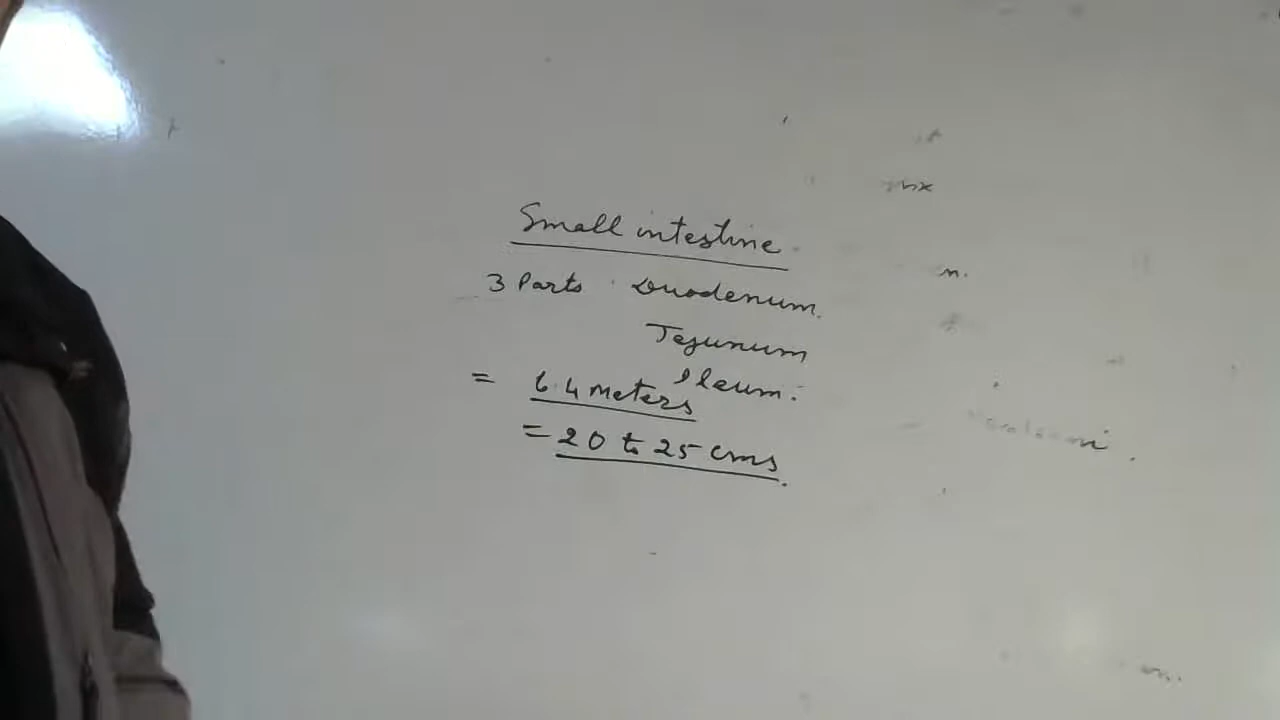 Small intestine
3 Parts Duodenum.
Jejunum
Ileum.
= 6.4 Meters
= 20 to 25 cms.